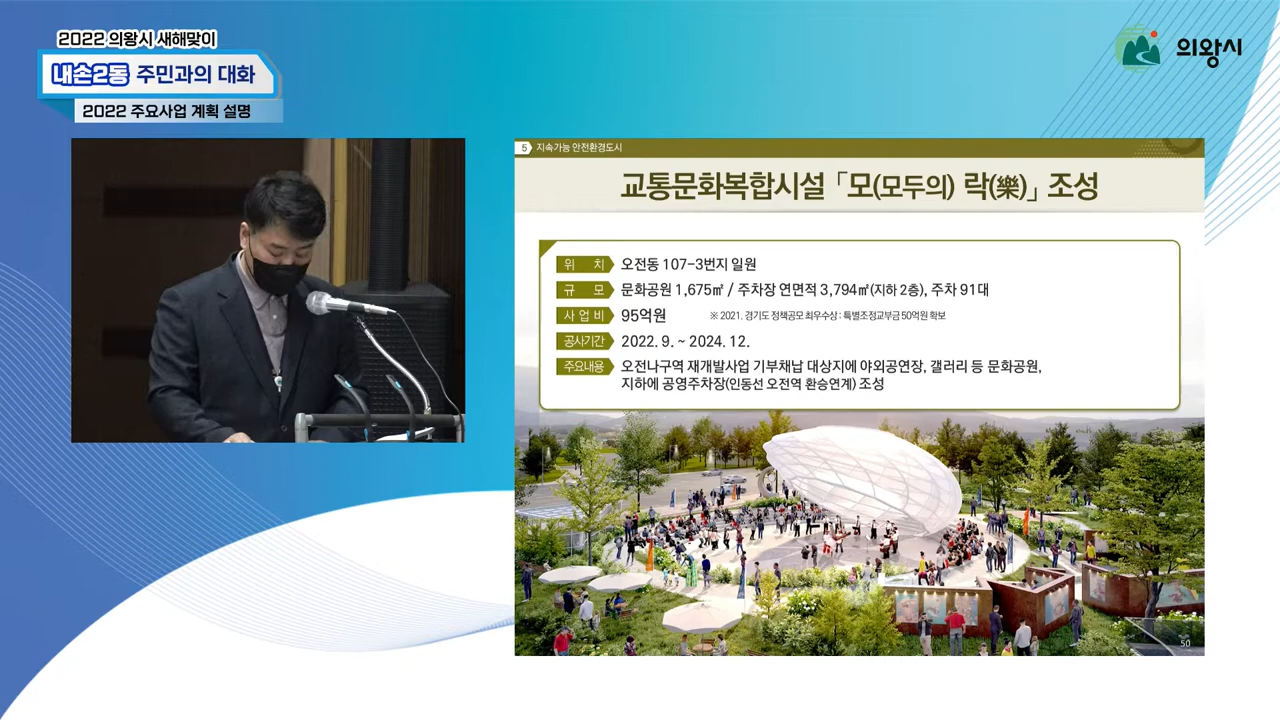 2022 의왕시 새해맞이
내손2동 주민과의 대화
2022 주요사업 계획 설명
의왕시
5 지속가능 안전환경도시
교통문화복합시설 「모(모두의) 락(樂)」 조성
위 치 오전동 107-3번지 일원
규 모 문화공원 1,675㎡ / 주차장 연면적 3,794㎡(지하 2층), 주차 91대
사 업 비 95억원 ※ 2021. 경기도 정책공모 최우수상 : 특별조정교부금 50억원 확보
공사기간 2022. 9. ~ 2024. 12.
주요내용 오전나구역 재개발사업 기부채납 대상지에 야외공연장, 갤러리 등 문화공원,
지하에 공영주차장(인동선 오전역 환승연계) 조성
50